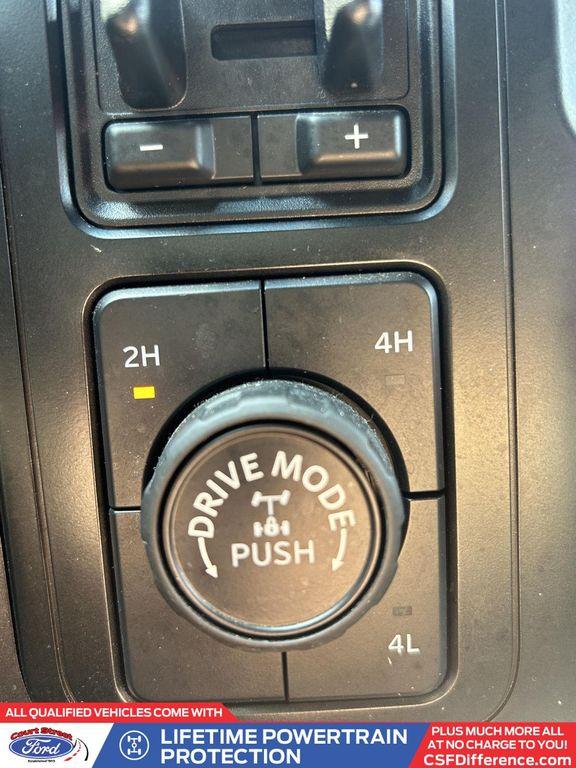 - +
2H 4H
DRIVE MODE
PUSH
4L
ALL QUALIFIED VEHICLES COME WITH
Court Street
Ford
LIFETIME POWERTRAIN
PROTECTION
PLUS MUCH MORE ALL
AT NO CHARGE TO YOU!
CSFDifference.com